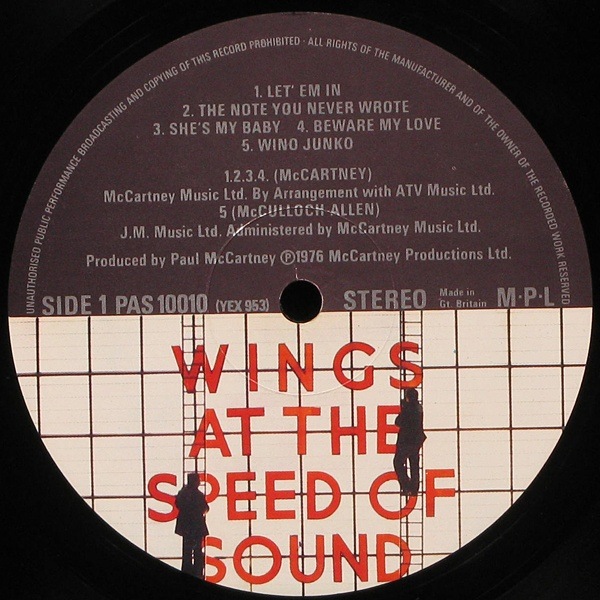 UNAUTHORISED PUBLIC PERFORMANCE BROADCASTING AND COPYING OF THIS RECORD PROHIBITED · ALL RIGHTS OF THE MANUFACTURER AND OF THE OWNER OF THE RECORDED WORK RESERVED
1. LET' EM IN
2. THE NOTE YOU NEVER WROTE
3. SHE'S MY BABY 4. BEWARE MY LOVE
5. WINO JUNKO
1.2.3.4. (McCARTNEY)
McCartney Music Ltd. By Arrangement with ATV Music Ltd.
5 (McCULLOCH-ALLEN)
J.M. Music Ltd. Administered by McCartney Music Ltd.
Produced by Paul McCartney ℗1976 McCartney Productions Ltd.
SIDE 1 PAS 10010 (YEX 953) STEREO Made in Gt. Britain M·P·L
WINGS
AT THE
SPEED OF
SOUND